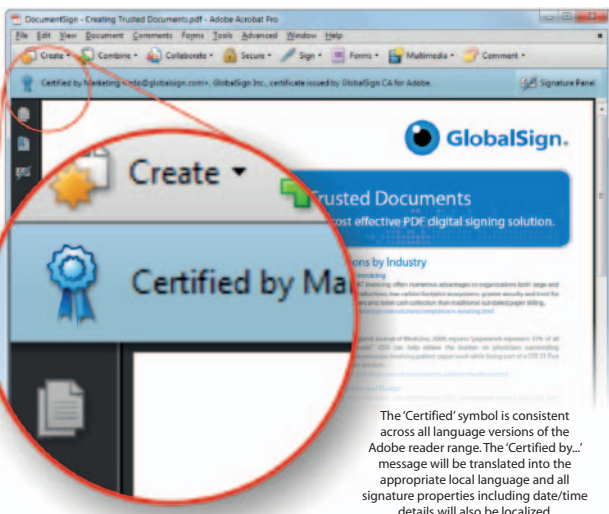 DocumentSign - Creating Trusted Documents.pdf - Adobe Acrobat Pro
File Edit View Document Comments Forms Tools Advanced Window Help
Create Combine Collaborate Secure Sign Forms Multimedia Comment
Certified by Marketing <info@globalsign.com>, GlobalSign Inc., certificate issued by GlobalSign CA for Adobe.
Signature Panel
GlobalSign.
Create
Trusted Documents
ost effective PDF digital signing solution.
Certified by Ma
ons by Industry
The 'Certified' symbol is consistent
across all language versions of the
Adobe reader range. The 'Certified by...'
message will be translated into the
appropriate local language and all
signature properties including date/time
details will also be localized